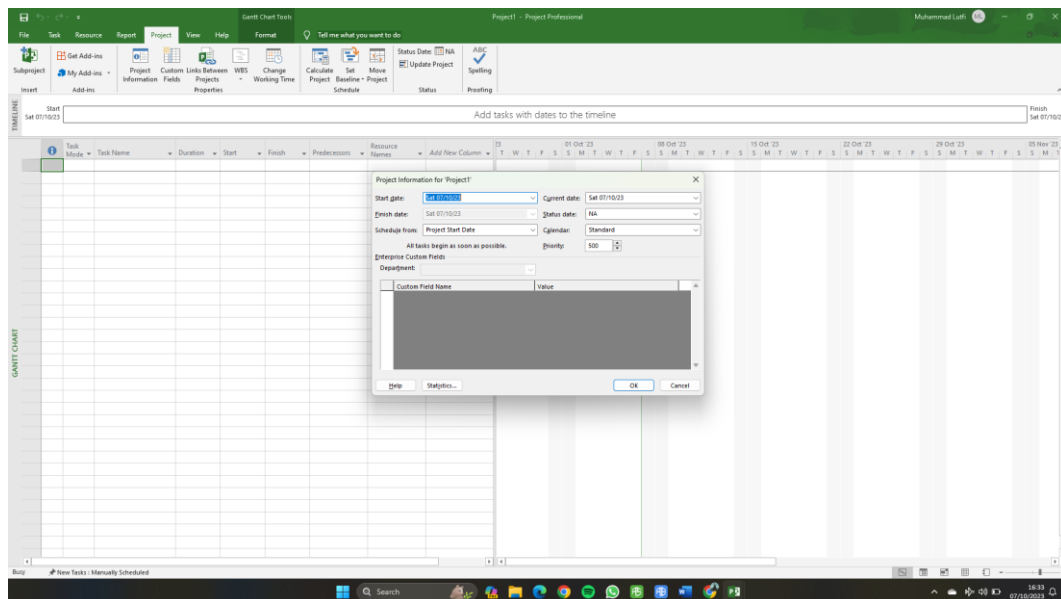 Gantt Chart Tools
Project1 - Project Professional
Muhammad Lutfi ML
File Task Resource Report Project View Help Format Tell me what you want to do
Subproject
Get Add-ins
My Add-ins
Project Information
Custom Fields
Links Between Projects
WBS
Change Working Time
Calculate Project
Set Baseline
Move Project
Status Date: NA
Update Project
ABC
Spelling
Insert Add-ins Properties Schedule Status Proofing
TIMELINE
Start
Sat 07/10/23
Add tasks with dates to the timeline
Finish
Sat 07/10/2
Task Mode Task Name Duration Start Finish Predecessors Resource Names Add New Column
01 Oct '23 08 Oct '23 15 Oct '23 22 Oct '23 29 Oct '23 05 Nov '23
T W T F S S M T W T F S S M T W T F S S M T W T F S S M T W T F S S M T W T F S S M
GANTT CHART
Project Information for 'Project1'
Start date: Sat 07/10/23 Current date: Sat 07/10/23
Finish date: Sat 07/10/23 Status date: NA
Schedule from: Project Start Date Calendar: Standard
All tasks begin as soon as possible. Priority: 500
Enterprise Custom Fields
Department:
Custom Field Name Value
Help Statistics... OK Cancel
Busy New Tasks : Manually Scheduled
Search
16:33
07/10/2023